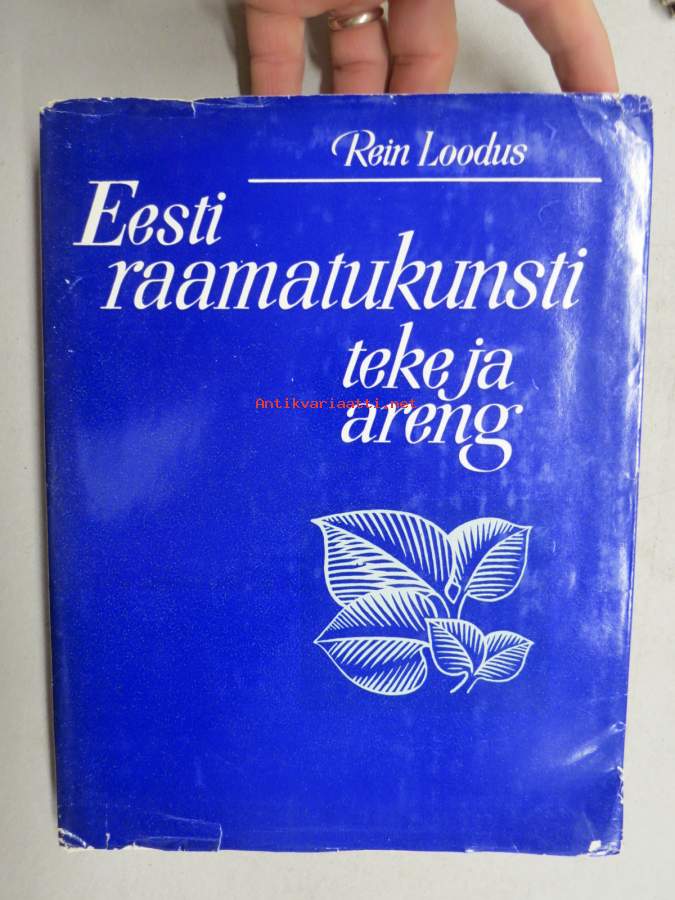 Rein Loodus
Eesti
raamatukunsti
teke ja
Antikvariaatti.net
areng